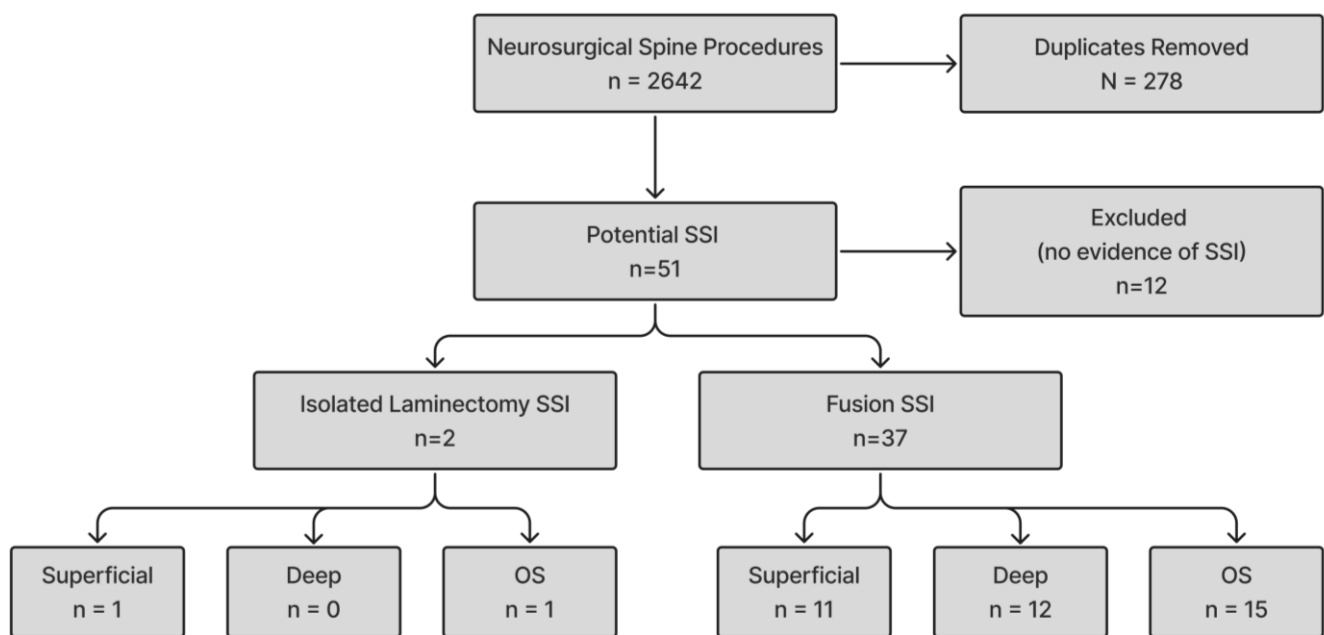 Neurosurgical Spine Procedures
n = 2642
Duplicates Removed
N = 278
Potential SSI
n=51
Excluded
(no evidence of SSI)
n=12
Isolated Laminectomy SSI
n=2
Fusion SSI
n=37
Superficial
n = 1
Deep
n = 0
OS
n = 1
Superficial
n = 11
Deep
n = 12
OS
n = 15